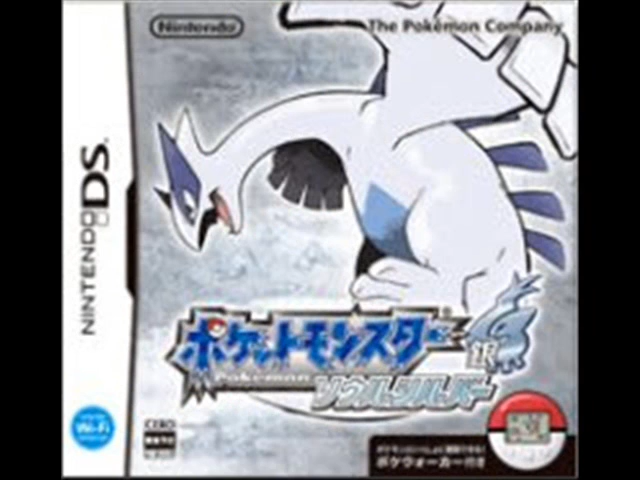 Nintendo
The Pokémon Company
NINTENDO DS
ポケットモンスター
銀
Pokémon
ソウルシルバー
Wi-Fi
CERO
ポケウォーカー付き